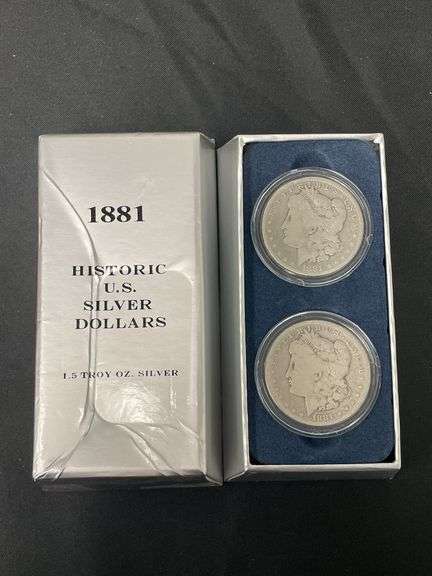 1881
HISTORIC
U.S.
SILVER
DOLLARS
1.5 TROY OZ. SILVER